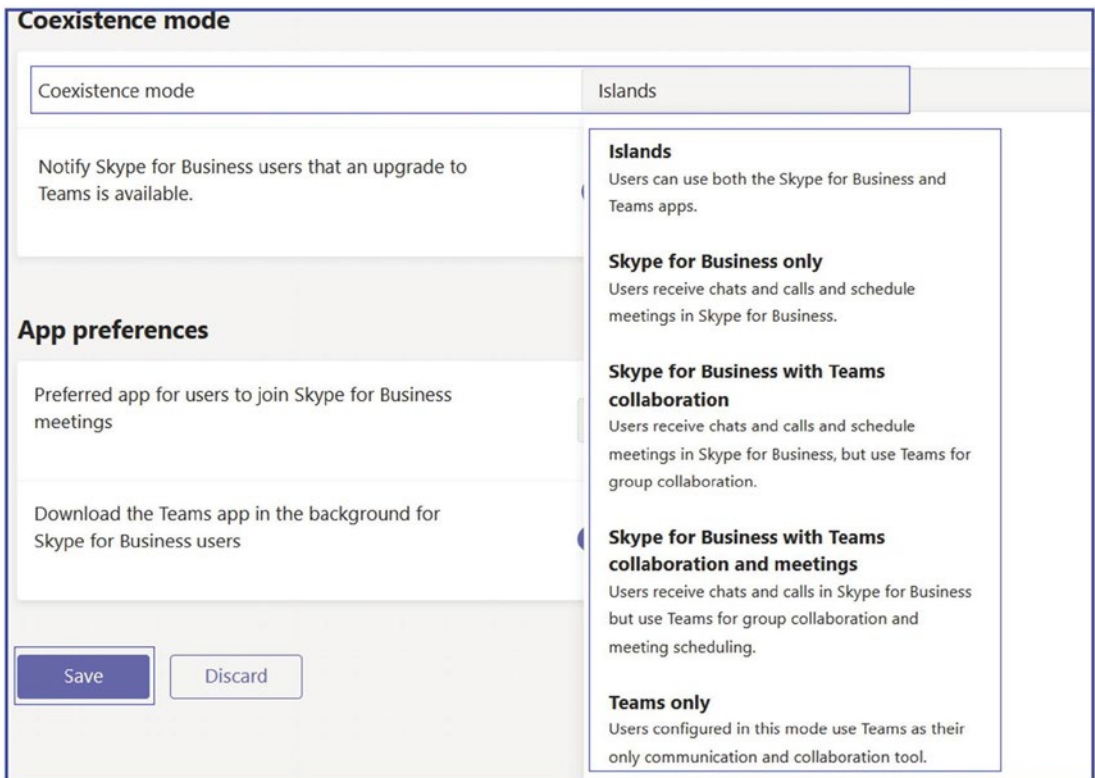 Coexistence mode
Coexistence mode
Islands
Notify Skype for Business users that an upgrade to
Teams is available.
Islands
Users can use both the Skype for Business and
Teams apps.
Skype for Business only
Users receive chats and calls and schedule
meetings in Skype for Business.
Skype for Business with Teams
collaboration
Users receive chats and calls and schedule
meetings in Skype for Business, but use Teams for
group collaboration.
Skype for Business with Teams
collaboration and meetings
Users receive chats and calls in Skype for Business
but use Teams for group collaboration and
meeting scheduling.
Teams only
Users configured in this mode use Teams as their
only communication and collaboration tool.
App preferences
Preferred app for users to join Skype for Business
meetings
Download the Teams app in the background for
Skype for Business users
Save
Discard